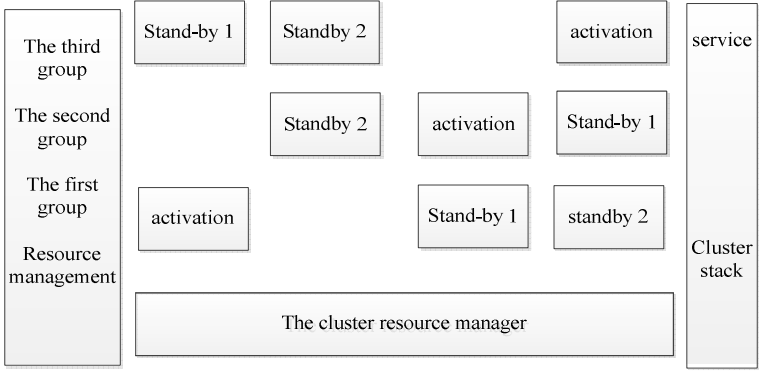 The third
group
Stand-by 1
Standby 2
activation
service
The second
group
Standby 2
activation
Stand-by 1
The first
group
activation
Stand-by 1
standby 2
Resource
management
Cluster
stack
The cluster resource manager